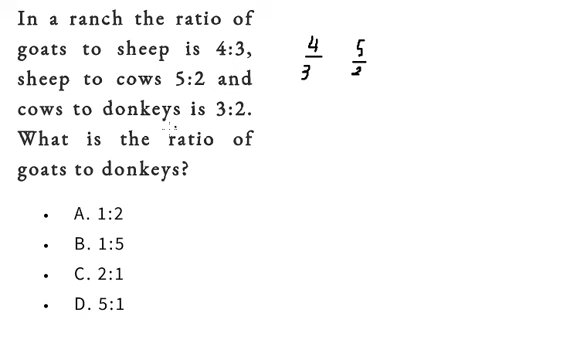 In a ranch the ratio of
goats to sheep is 4:3,
sheep to cows 5:2 and
cows to donkeys is 3:2.
What is the ratio of
goats to donkeys?
4/3 5/2
• A. 1:2
• B. 1:5
• C. 2:1
• D. 5:1